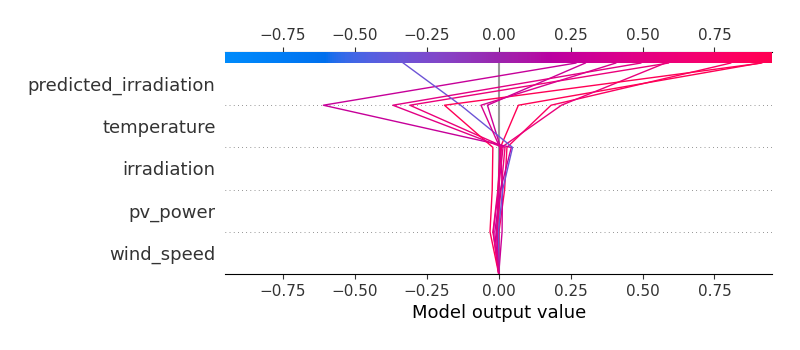 −0.75 −0.50 −0.25 0.00 0.25 0.50 0.75
predicted_irradiation
temperature
irradiation
pv_power
wind_speed
−0.75 −0.50 −0.25 0.00 0.25 0.50 0.75
Model output value